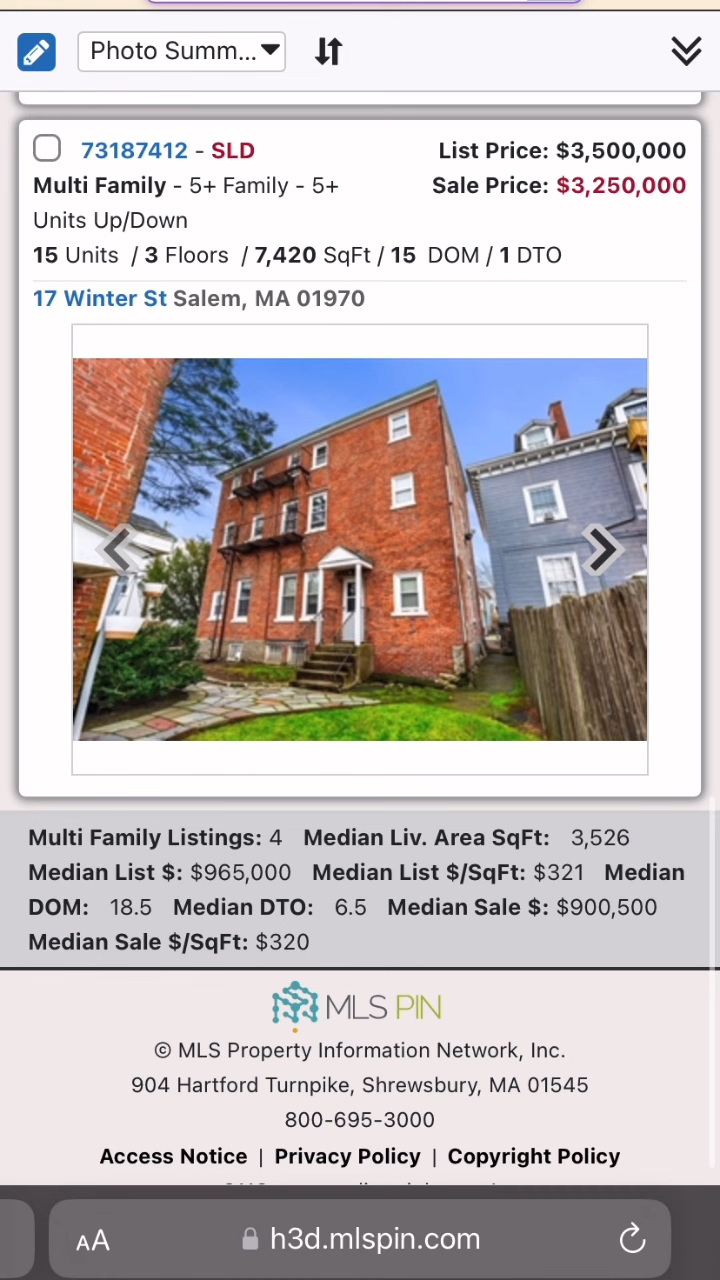 Photo Summ...
73187412 - SLD List Price: $3,500,000
Multi Family - 5+ Family - 5+ Sale Price: $3,250,000
Units Up/Down
15 Units / 3 Floors / 7,420 SqFt / 15 DOM / 1 DTO
17 Winter St Salem, MA 01970
Multi Family Listings: 4 Median Liv. Area SqFt: 3,526
Median List $: $965,000 Median List $/SqFt: $321 Median
DOM: 18.5 Median DTO: 6.5 Median Sale $: $900,500
Median Sale $/SqFt: $320
MLS PIN
© MLS Property Information Network, Inc.
904 Hartford Turnpike, Shrewsbury, MA 01545
800-695-3000
Access Notice | Privacy Policy | Copyright Policy
AA h3d.mlspin.com